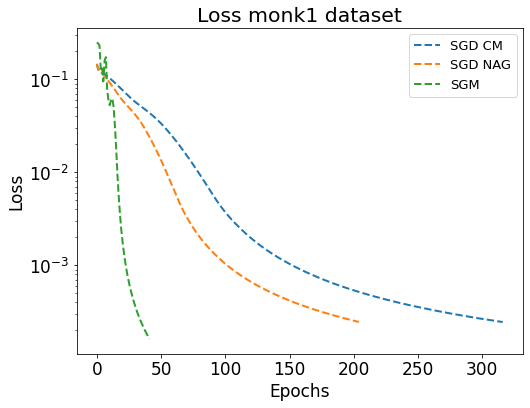 Loss monk1 dataset
SGD CM
SGD NAG
SGM
Loss
10⁻¹
10⁻²
10⁻³
0 50 100 150 200 250 300
Epochs